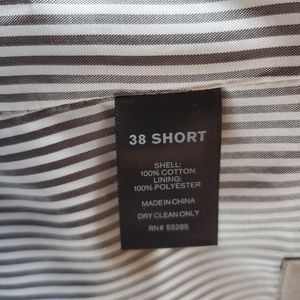 38 SHORT
SHELL:
100% COTTON
LINING:
100% POLYESTER
MADE IN CHINA
DRY CLEAN ONLY
RN# 55285